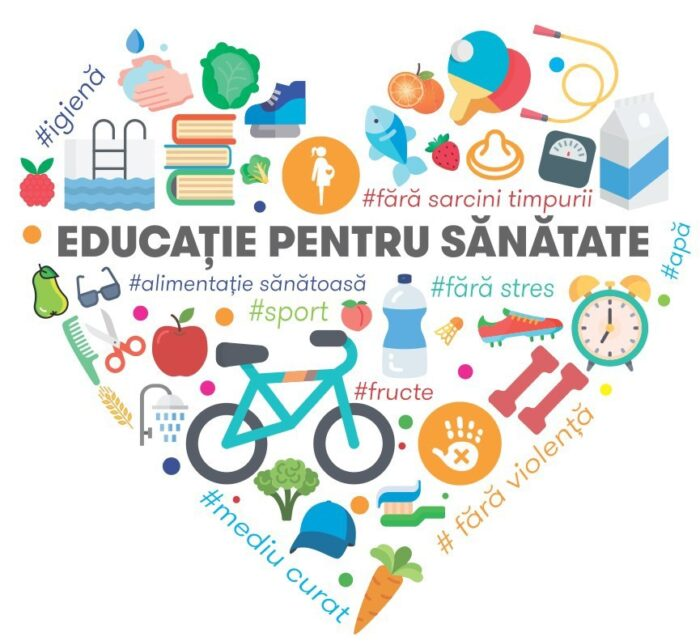 #igienă
#fără sarcini timpurii
EDUCAȚIE PENTRU SĂNĂTATE
#apă
#alimentație sănătoasă
#fără stres
#sport
#fructe
# fără violență
#mediu curat